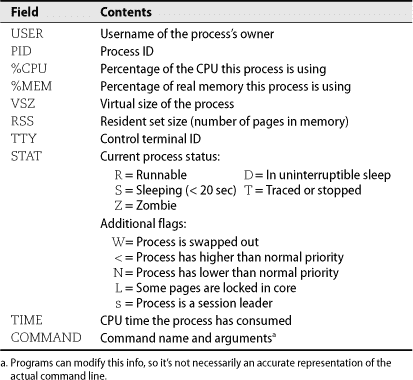 Field Contents
USER Username of the process's owner
PID Process ID
%CPU Percentage of the CPU this process is using
%MEM Percentage of real memory this process is using
VSZ Virtual size of the process
RSS Resident set size (number of pages in memory)
TTY Control terminal ID
STAT Current process status:
R = Runnable D = In uninterruptible sleep
S = Sleeping (< 20 sec) T = Traced or stopped
Z = Zombie
Additional flags:
W = Process is swapped out
< = Process has higher than normal priority
N = Process has lower than normal priority
L = Some pages are locked in core
s = Process is a session leader
TIME CPU time the process has consumed
COMMAND Command name and argumentsa
a. Programs can modify this info, so it's not necessarily an accurate representation of the
actual command line.